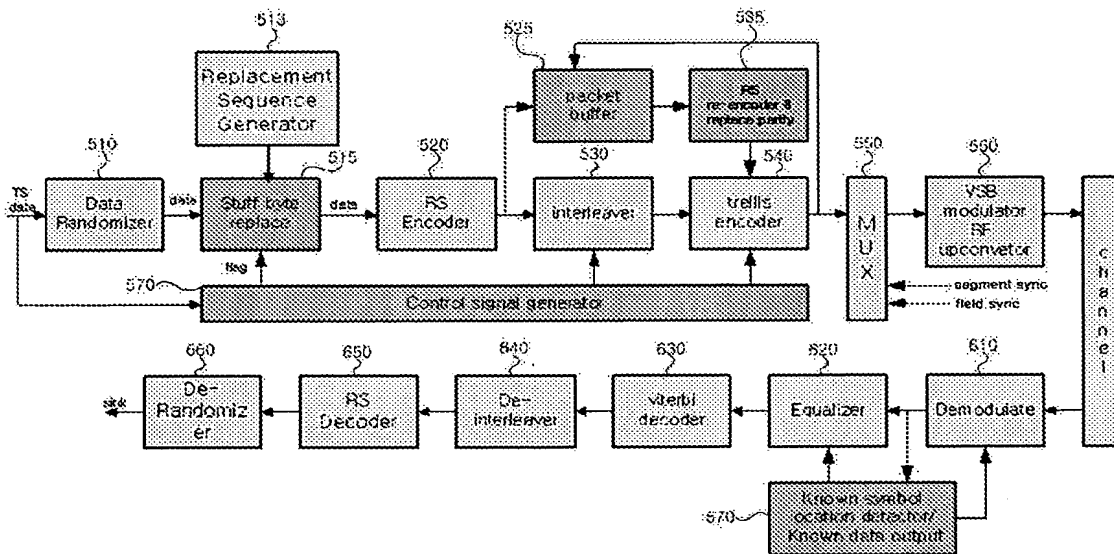 513
Replacement
Sequence
Generator
525
packet
buffer
535
RS
re-encoder &
replace parity
510
TS
data
Data
Randomizer
data
515
Stuff byte
replace
data
520
RS
Encoder
530
interleaver
540
trellis
encoder
550
MUX
560
VSB
modulator
RF
upconvetor
channel
flag
570
Control signal generator
segment sync
field sync
660
sink
De-
Randomiz
er
650
RS
Decoder
640
De-
interleaver
630
viterbi
decoder
620
Equalizer
610
Demodulate
670
Known symbol
location detector/
Known data output